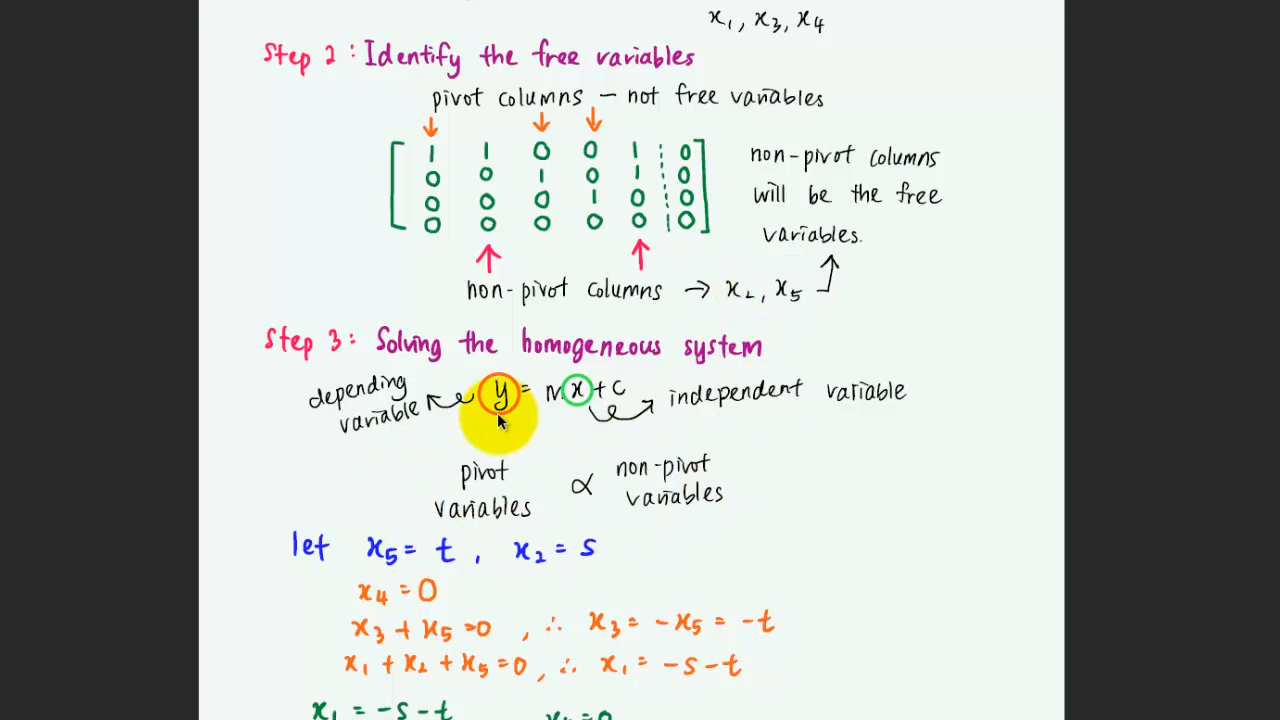 x₁, x₃, x₄
Step 2 : Identify the free variables
pivot columns – not free variables
1 1 0 0 1 0
0 0 1 0 1 0
0 0 0 1 0 0
0 0 0 0 0 0
non-pivot columns
will be the free
variables.
non-pivot columns → x₂, x₅
Step 3 : Solving the homogeneous system
depending
variable
y = mx + c
independent variable
pivot
variables
∝
non-pivot
variables
let x₅ = t , x₂ = s
x₄ = 0
x₃ + x₅ = 0 , ∴ x₃ = -x₅ = -t
x₁ + x₂ + x₅ = 0 , ∴ x₁ = -s - t
x₁ = -s - t